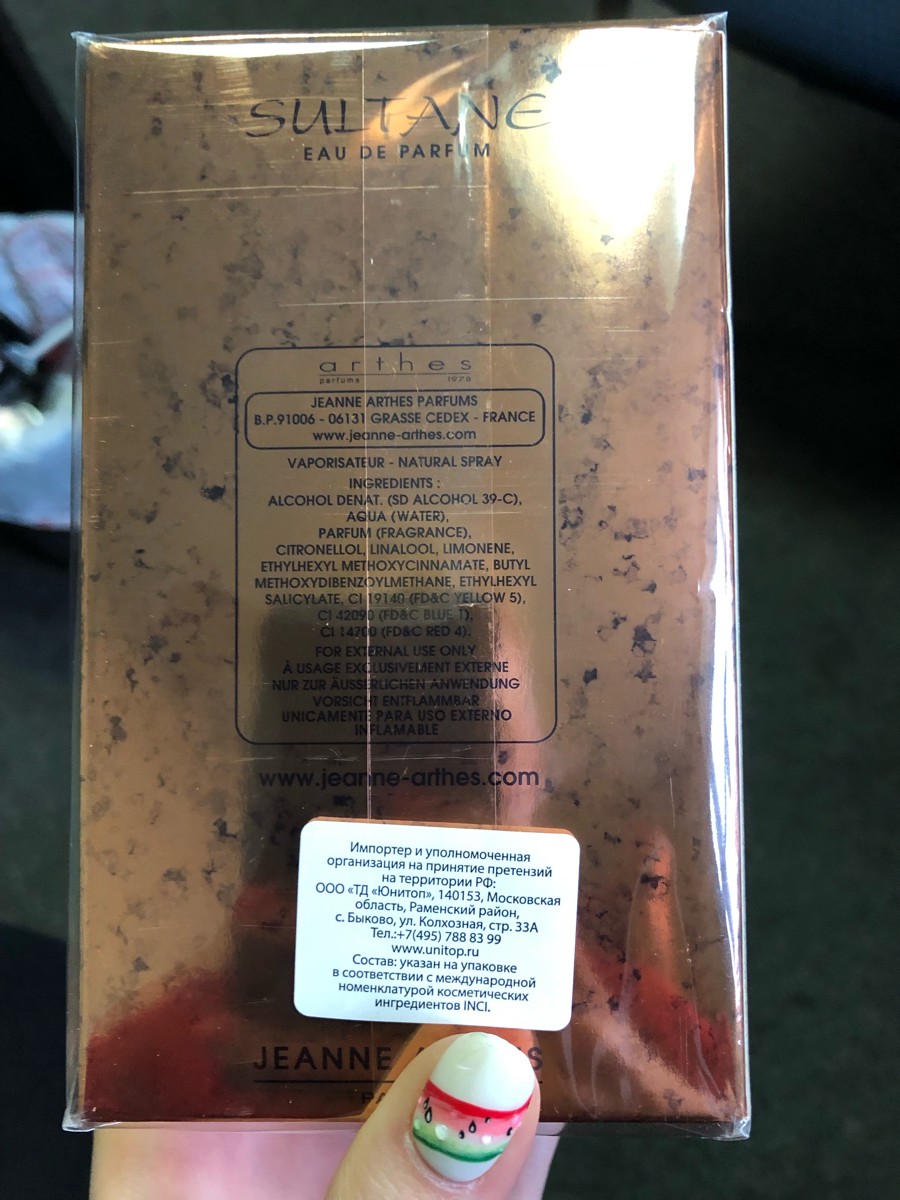 SULTANE
EAU DE PARFUM
arthes
parfums 1978
JEANNE ARTHES PARFUMS
B.P.91006 - 06131 GRASSE CEDEX - FRANCE
www.jeanne-arthes.com
VAPORISATEUR - NATURAL SPRAY
INGREDIENTS :
ALCOHOL DENAT. (SD ALCOHOL 39-C),
AQUA (WATER),
PARFUM (FRAGRANCE),
CITRONELLOL, LINALOOL, LIMONENE,
ETHYLHEXYL METHOXYCINNAMATE, BUTYL
METHOXYDIBENZOYLMETHANE, ETHYLHEXYL
SALICYLATE, CI 19140 (FD&C YELLOW 5),
CI 42090 (FD&C BLUE 1),
CI 14700 (FD&C RED 4).
FOR EXTERNAL USE ONLY
À USAGE EXCLUSIVEMENT EXTERNE
NUR ZUR ÄUSSERLICHEN ANWENDUNG
VORSICHT ENTFLAMMBAR
UNICAMENTE PARA USO EXTERNO
INFLAMABLE
www.jeanne-arthes.com
Импортер и уполномоченная
организация на принятие претензий
на территории РФ:
ООО «ТД «Юнитоп», 140153, Московская
область, Раменский район,
с. Быково, ул. Колхозная, стр. 33А
Тел.:+7(495) 788 83 99
www.unitop.ru
Состав: указан на упаковке
в соответствии с международной
номенклатурой косметических
ингредиентов INCI.
JEANNE